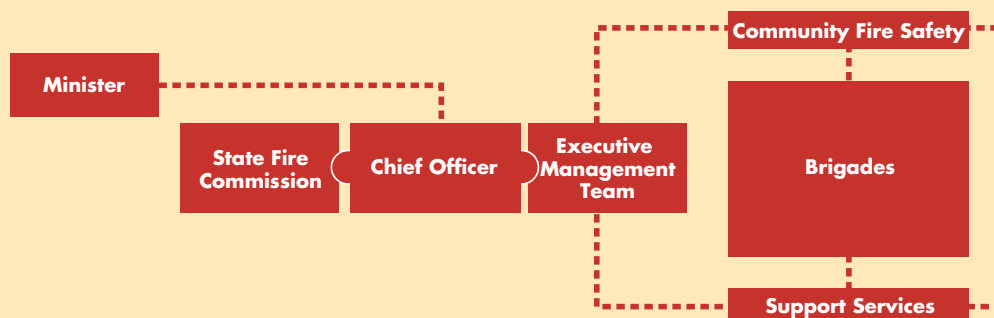 Community Fire Safety
Minister
State Fire
Commission
Chief Officer
Executive
Management
Team
Brigades
Support Services